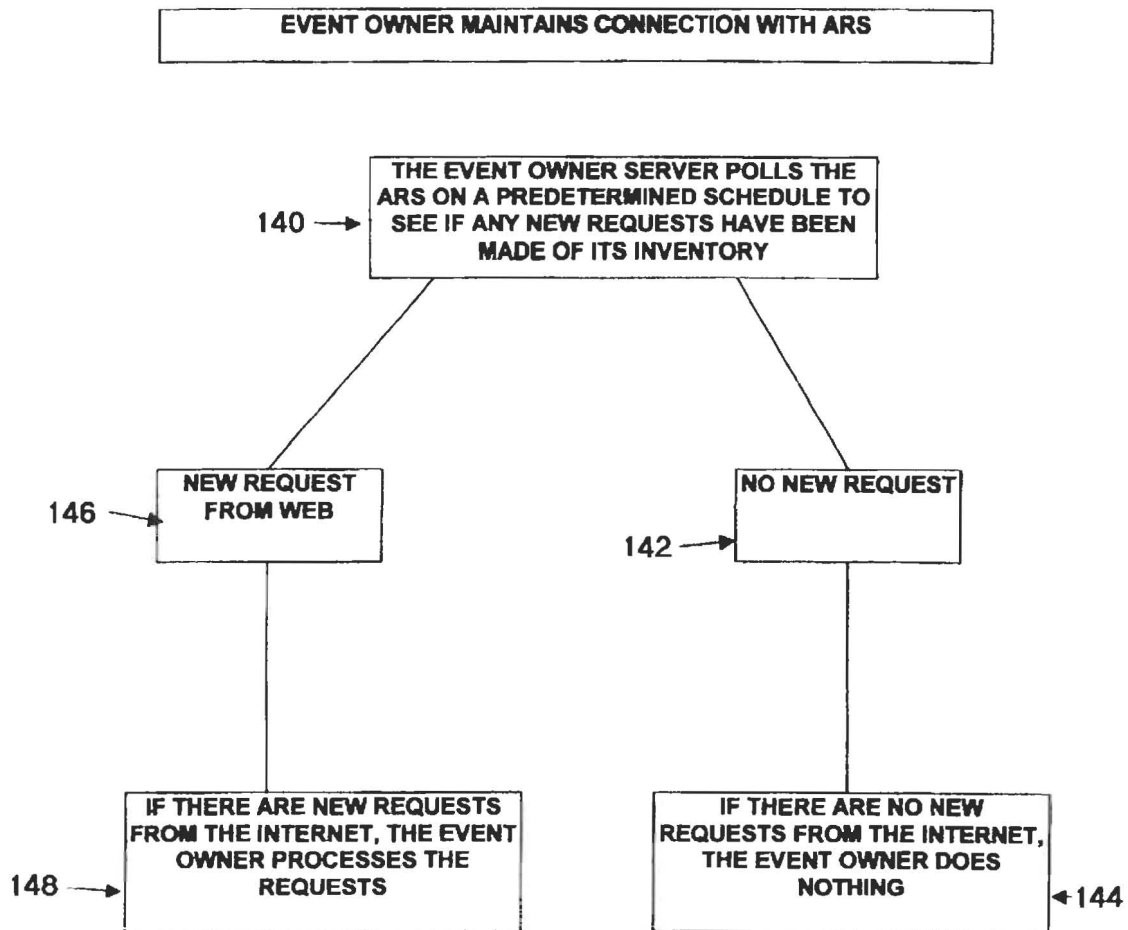 EVENT OWNER MAINTAINS CONNECTION WITH ARS
THE EVENT OWNER SERVER POLLS THE
ARS ON A PREDETERMINED SCHEDULE TO
SEE IF ANY NEW REQUESTS HAVE BEEN
MADE OF ITS INVENTORY
140
NEW REQUEST
FROM WEB
146
NO NEW REQUEST
142
IF THERE ARE NEW REQUESTS
FROM THE INTERNET, THE EVENT
OWNER PROCESSES THE
REQUESTS
148
IF THERE ARE NO NEW
REQUESTS FROM THE INTERNET,
THE EVENT OWNER DOES
NOTHING
144